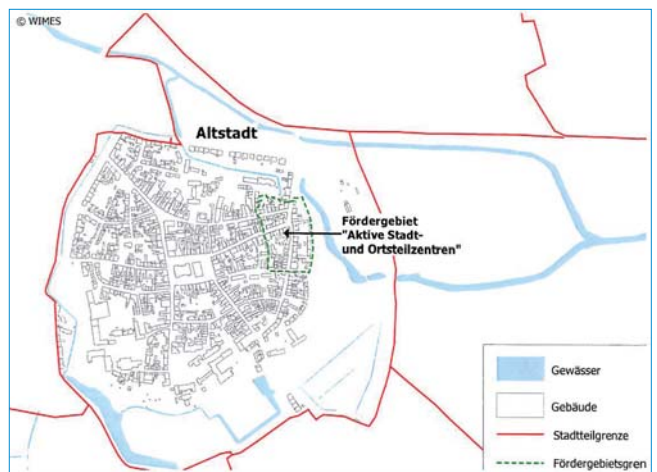 © WIMES
Altstadt
Fördergebiet
"Aktive Stadt-
und Ortsteilzentren"
Gewässer
Gebäude
Stadtteilgrenze
Fördergebietsgren